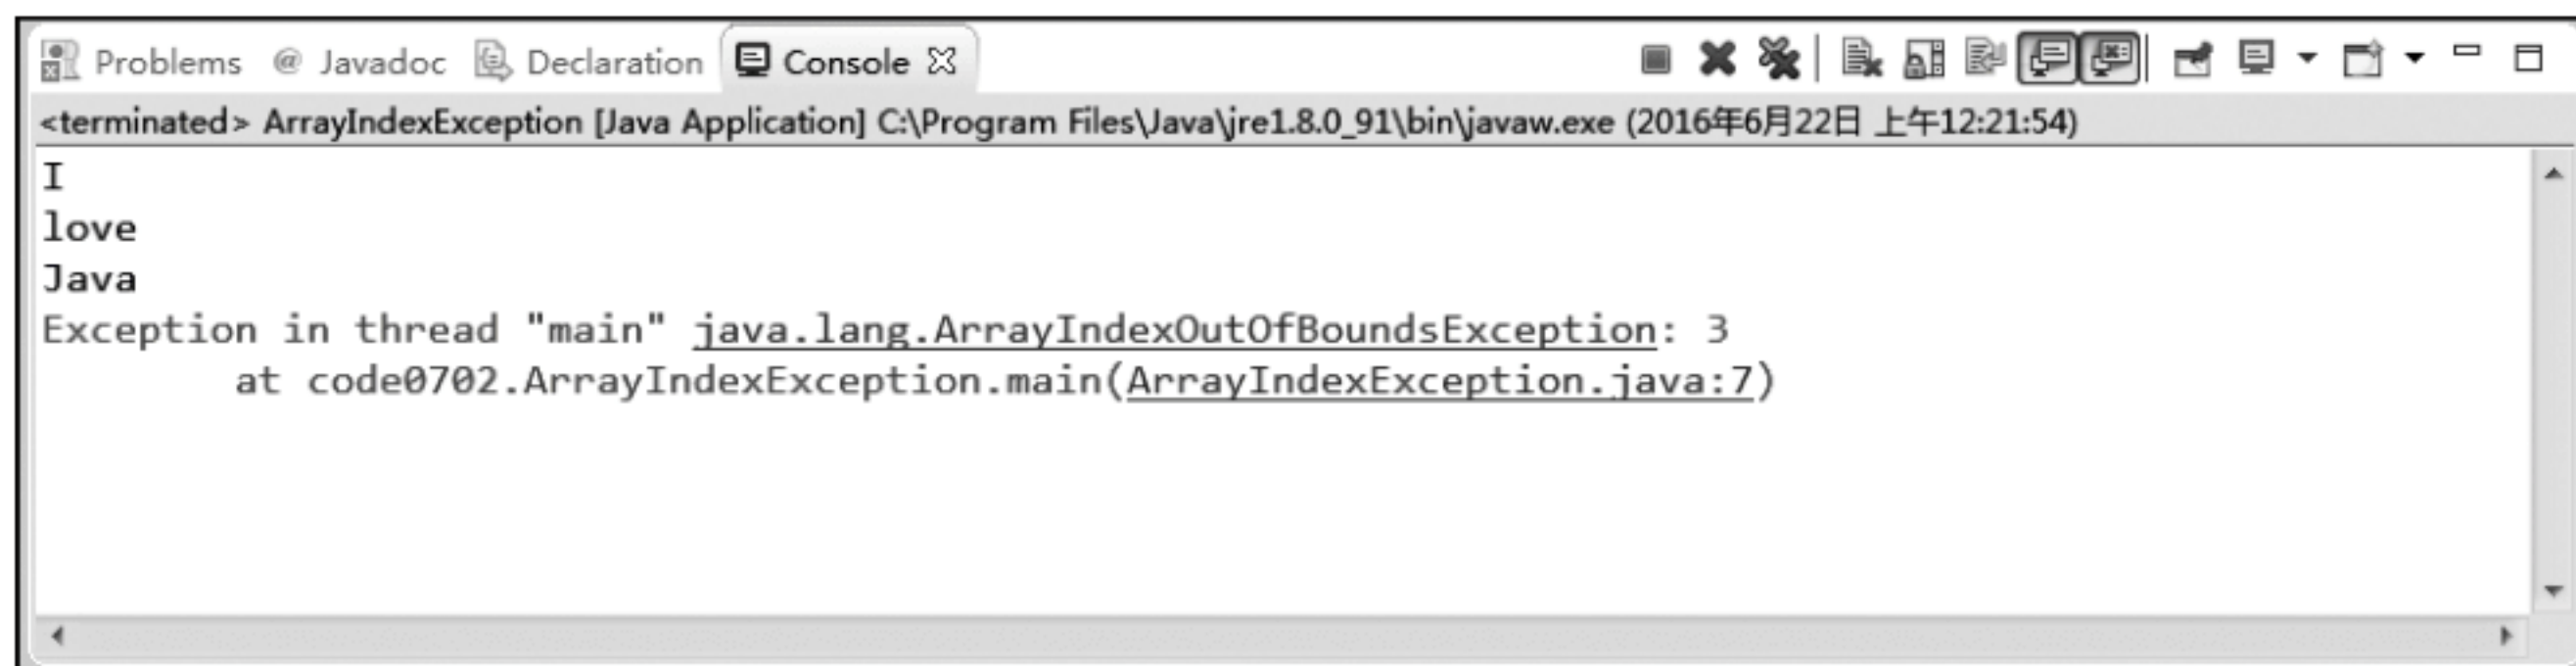 Problems @ Javadoc Declaration Console
<terminated> ArrayIndexException [Java Application] C:\Program Files\Java\jre1.8.0_91\bin\javaw.exe (2016年6月22日 上午12:21:54)
I
love
Java
Exception in thread "main" java.lang.ArrayIndexOutOfBoundsException: 3
at code0702.ArrayIndexException.main(ArrayIndexException.java:7)